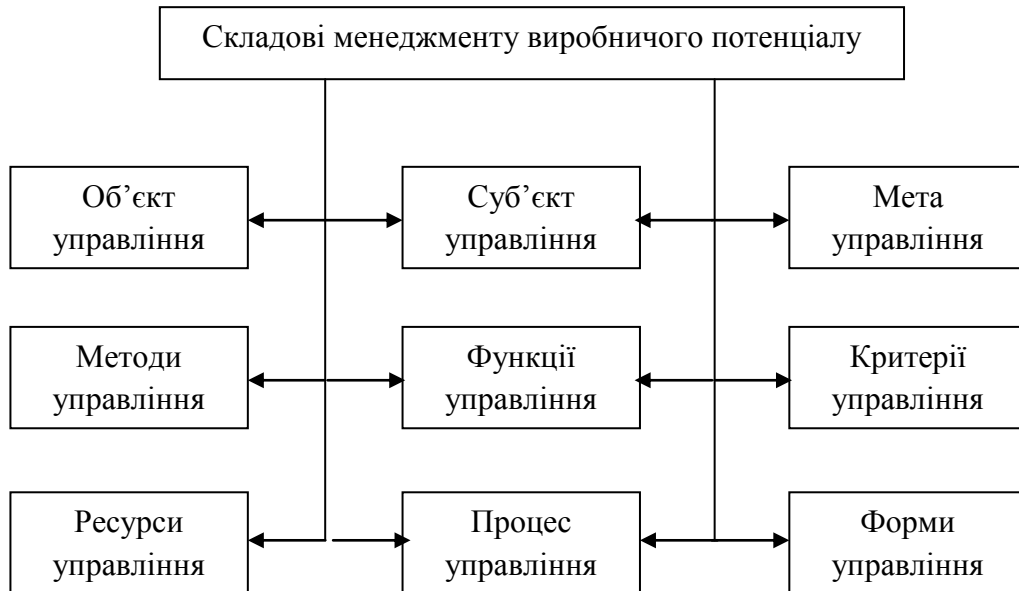 Складові менеджменту виробничого потенціалу
Об’єкт
управління
Суб’єкт
управління
Мета
управління
Методи
управління
Функції
управління
Критерії
управління
Ресурси
управління
Процес
управління
Форми
управління